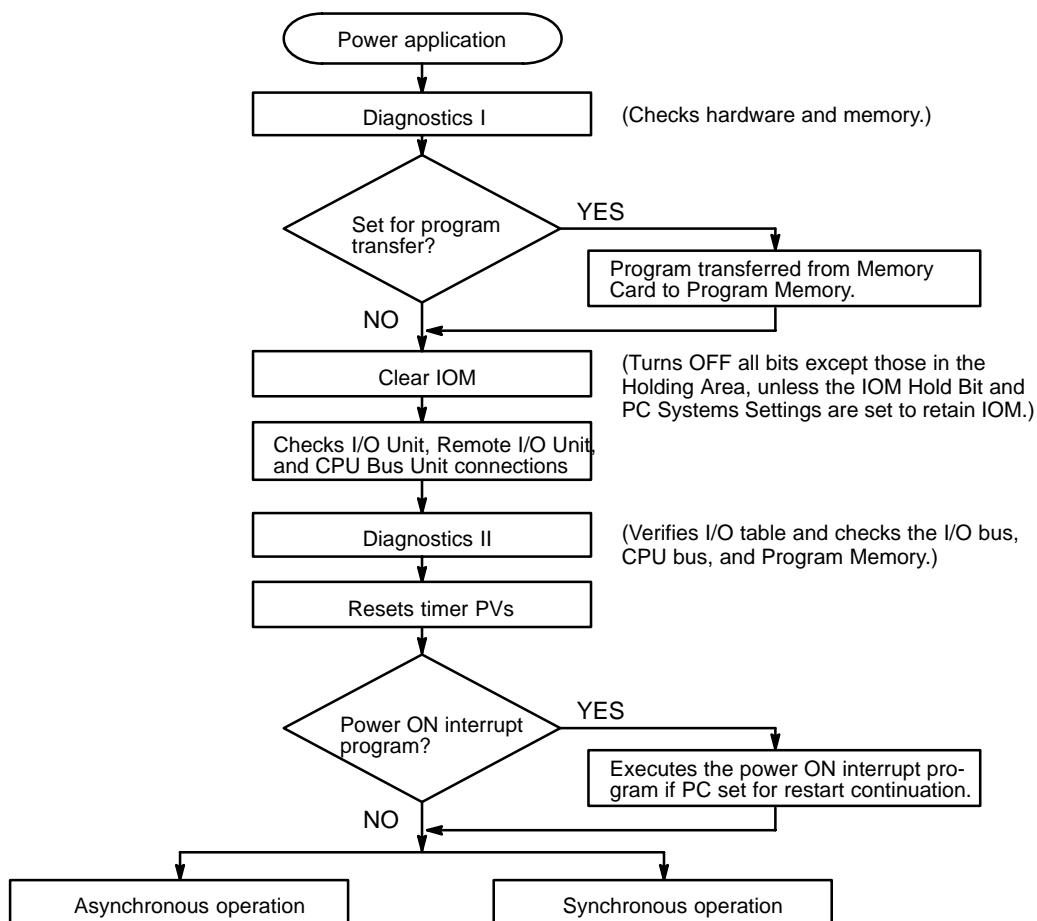 Power application
Diagnostics I
(Checks hardware and memory.)
Set for program
transfer?
YES
Program transferred from Memory
Card to Program Memory.
NO
Clear IOM
(Turns OFF all bits except those in the
Holding Area, unless the IOM Hold Bit and
PC Systems Settings are set to retain IOM.)
Checks I/O Unit, Remote I/O Unit,
and CPU Bus Unit connections
Diagnostics II
(Verifies I/O table and checks the I/O bus,
CPU bus, and Program Memory.)
Resets timer PVs
Power ON interrupt
program?
YES
Executes the power ON interrupt pro-
gram if PC set for restart continuation.
NO
Asynchronous operation
Synchronous operation